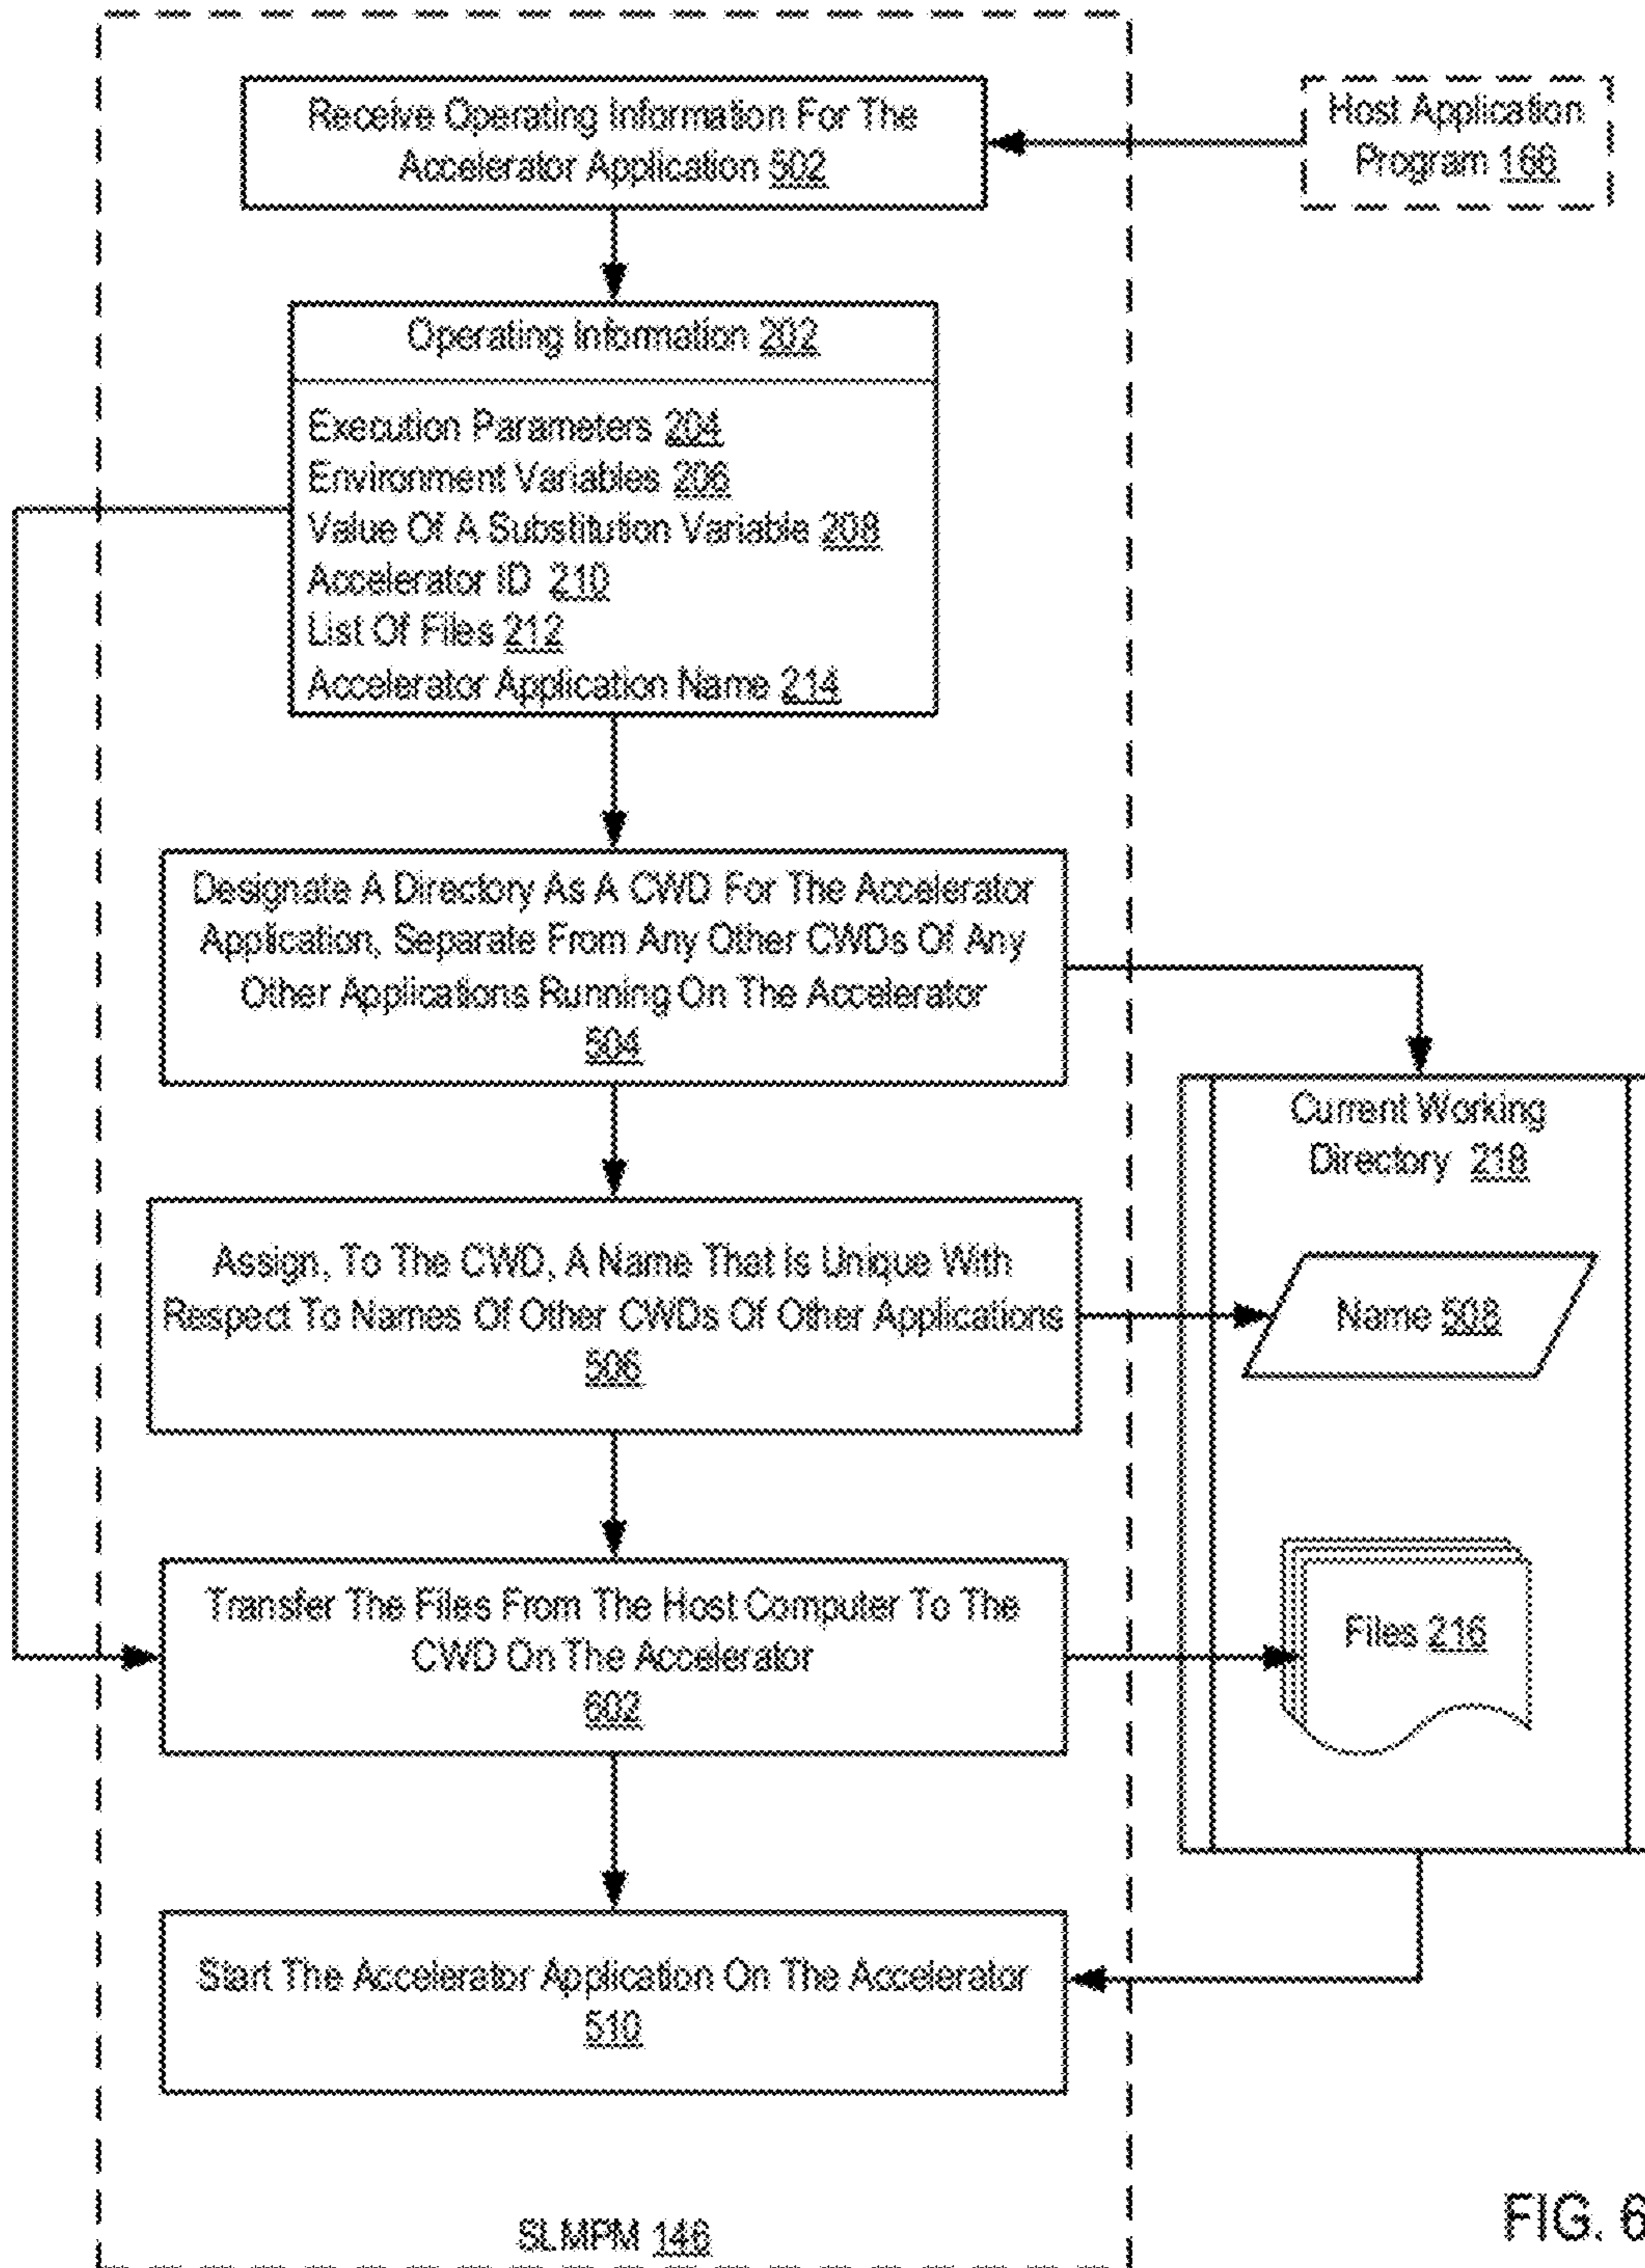 Receive Operating Information For The
Accelerator Application 502
Host Application
Program 166
Operating Information 202
Execution Parameters 204
Environment Variables 206
Value Of A Substitution Variable 208
Accelerator ID 210
List Of Files 212
Accelerator Application Name 214
Designate A Directory As A CWD For The Accelerator
Application, Separate From Any Other CWDs Of Any
Other Applications Running On The Accelerator
504
Current Working
Directory 218
Assign, To The CWD, A Name That Is Unique With
Respect To Names Of Other CWDs Of Other Applications
506
Name 508
Transfer The Files From The Host Computer To The
CWD On The Accelerator
602
Files 216
Start The Accelerator Application On The Accelerator
510
SLMPM 146
FIG. 6